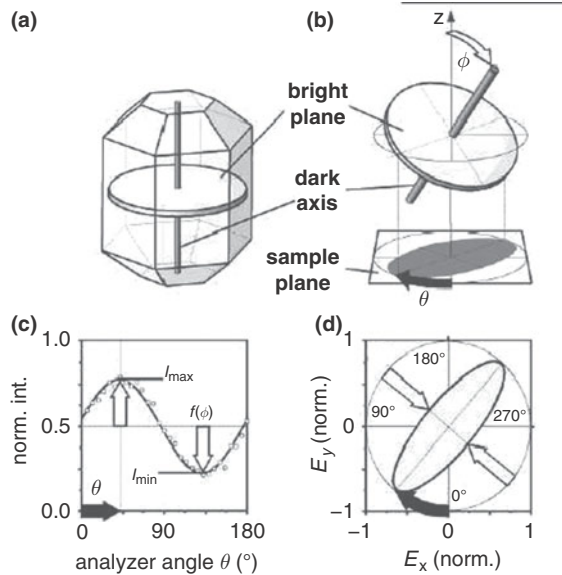 (a)
(b)
z
ϕ
bright
plane
dark
axis
sample
plane
θ
(c)
(d)
1.0
0.5
0.0
norm. int.
I_max
f(ϕ)
I_min
θ
0
90
180
analyzer angle θ (°)
1
0
−1
E_y (norm.)
180°
90°
270°
0°
−1
0
1
E_x (norm.)